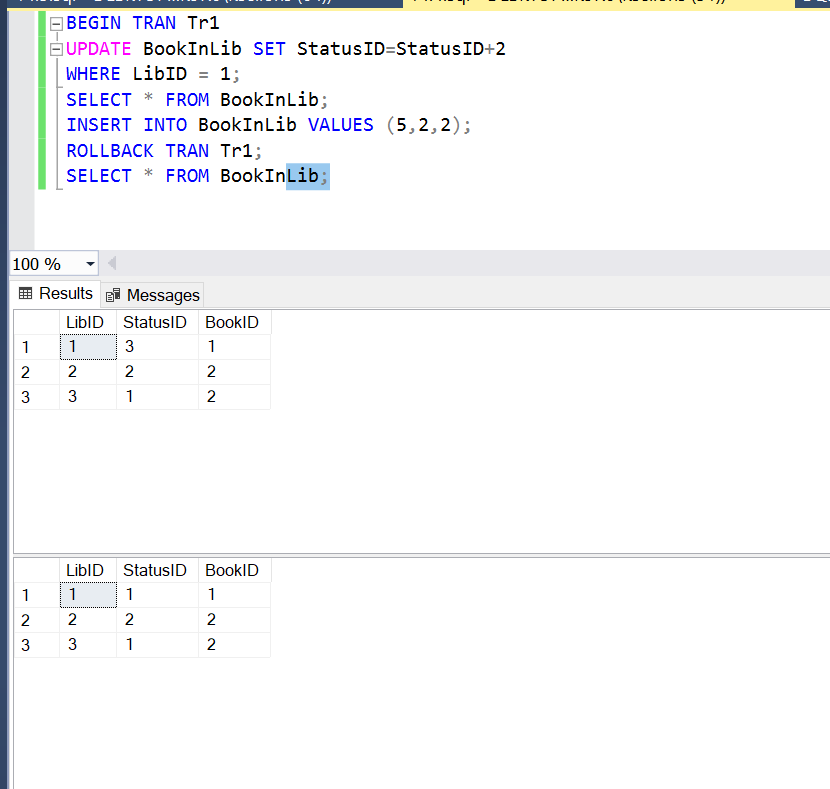 BEGIN TRAN Tr1
UPDATE BookInLib SET StatusID=StatusID+2
WHERE LibID = 1;
SELECT * FROM BookInLib;
INSERT INTO BookInLib VALUES (5,2,2);
ROLLBACK TRAN Tr1;
SELECT * FROM BookInLib;
100 %
Results Messages
LibID StatusID BookID
1 1 3 1
2 2 2 2
3 3 1 2
LibID StatusID BookID
1 1 1 1
2 2 2 2
3 3 1 2